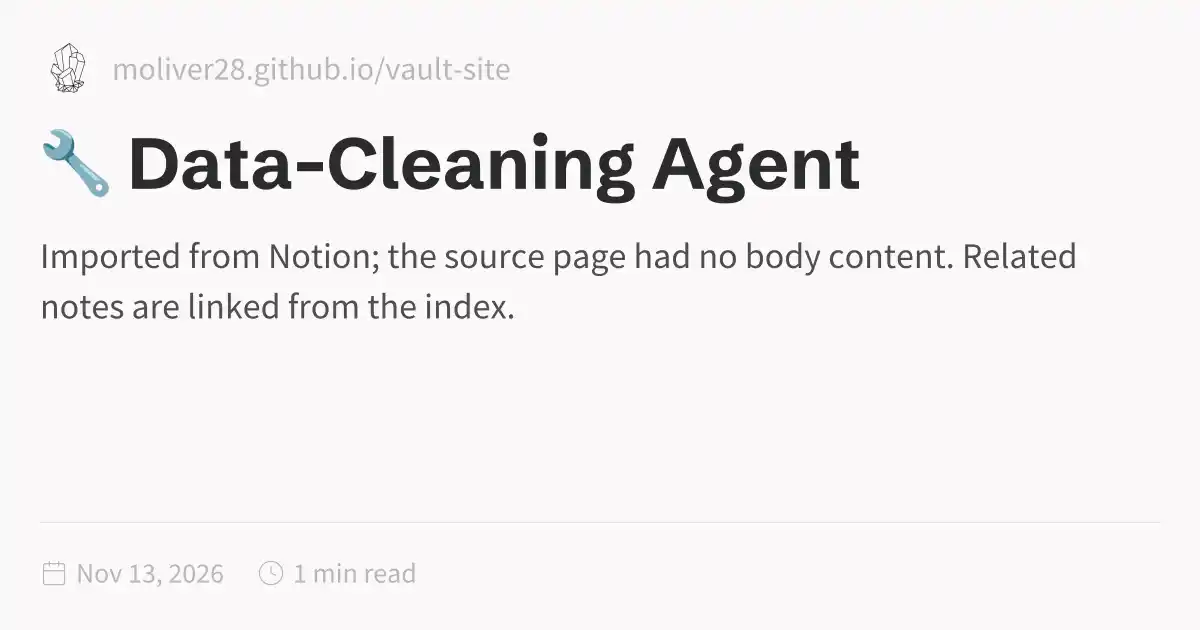 moliver28.github.io/vault-site
🔧 Data-Cleaning Agent
Imported from Notion; the source page had no body content. Related
notes are linked from the index.
Nov 13, 2026 1 min read